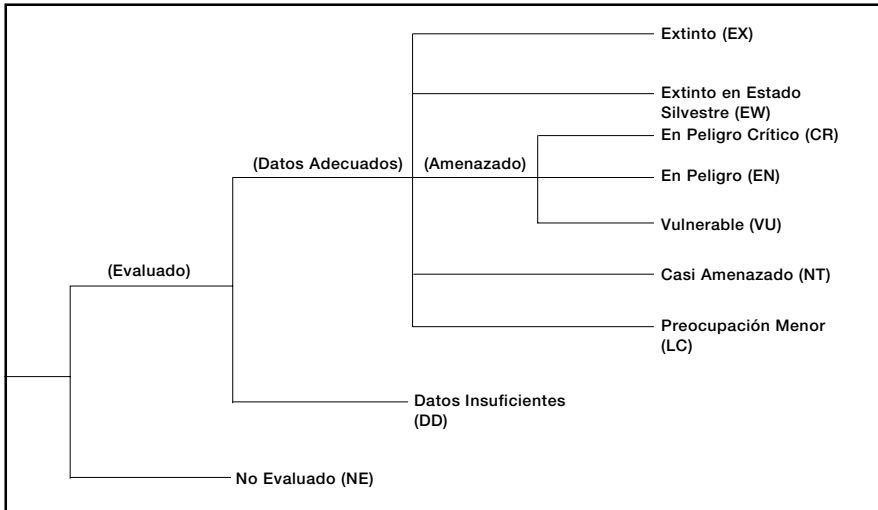 Extinto (EX)
Extinto en Estado
Silvestre (EW)
En Peligro Crítico (CR)
(Datos Adecuados)
(Amenazado)
En Peligro (EN)
Vulnerable (VU)
(Evaluado)
Casi Amenazado (NT)
Preocupación Menor
(LC)
Datos Insuficientes
(DD)
No Evaluado (NE)